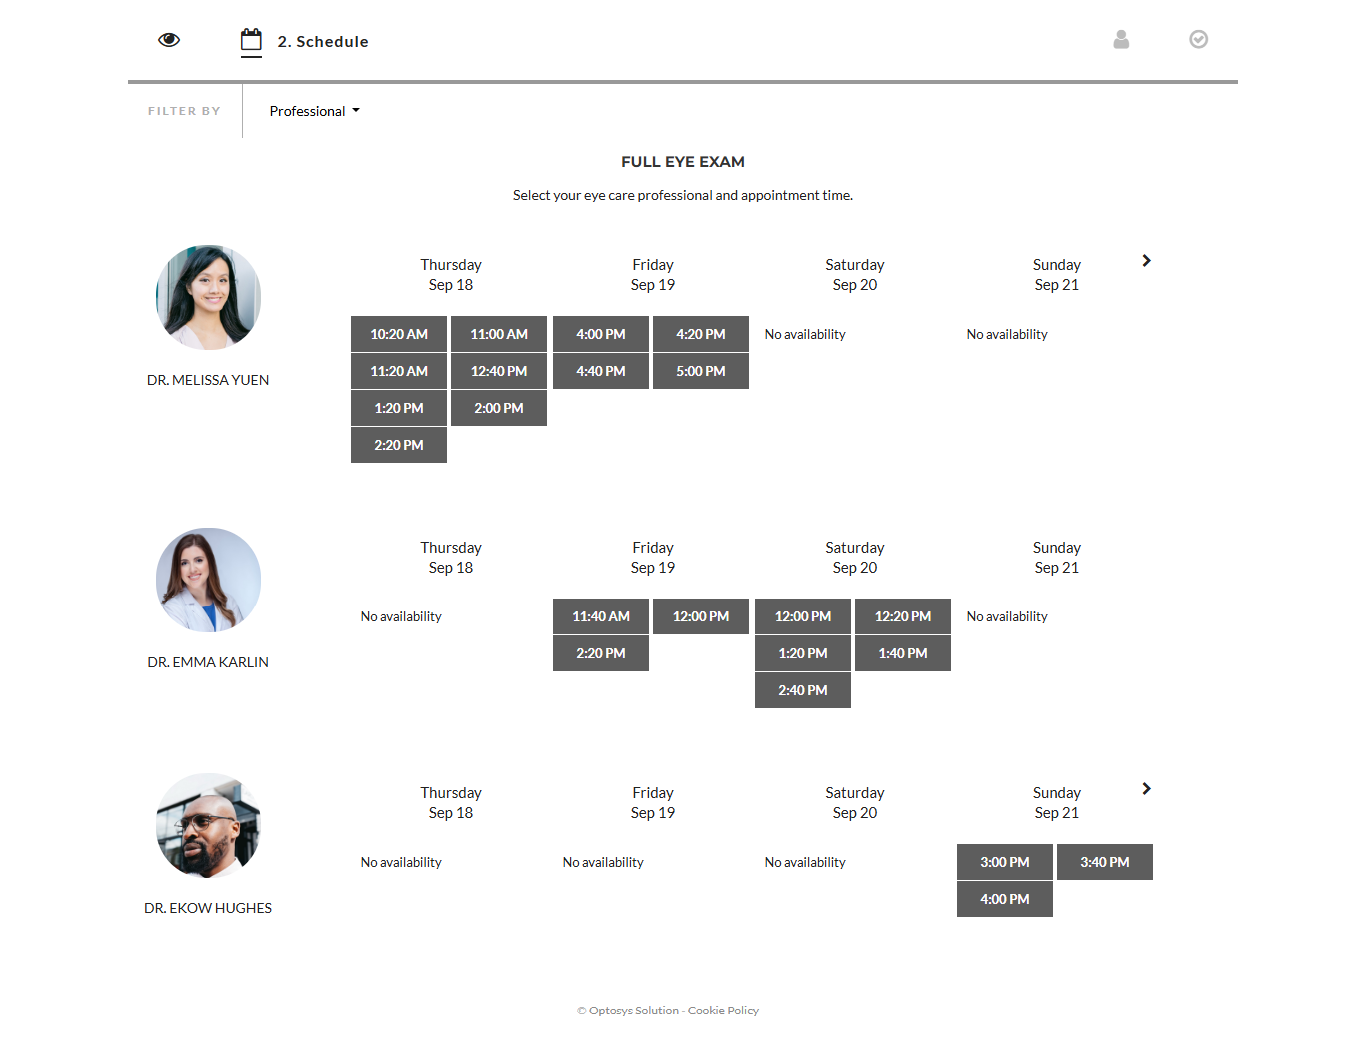 2. Schedule
FILTER BY
Professional
FULL EYE EXAM
Select your eye care professional and appointment time.
DR. MELISSA YUEN
Thursday
Sep 18
10:20 AM 11:00 AM
11:20 AM 12:40 PM
1:20 PM 2:00 PM
2:20 PM
Friday
Sep 19
4:00 PM 4:20 PM
4:40 PM 5:00 PM
Saturday
Sep 20
No availability
Sunday
Sep 21
No availability
DR. EMMA KARLIN
Thursday
Sep 18
No availability
Friday
Sep 19
11:40 AM 12:00 PM
2:20 PM
Saturday
Sep 20
12:00 PM 12:20 PM
1:20 PM 1:40 PM
2:40 PM
Sunday
Sep 21
No availability
DR. EKOW HUGHES
Thursday
Sep 18
No availability
Friday
Sep 19
No availability
Saturday
Sep 20
No availability
Sunday
Sep 21
3:00 PM 3:40 PM
4:00 PM
© Optosys Solution - Cookie Policy